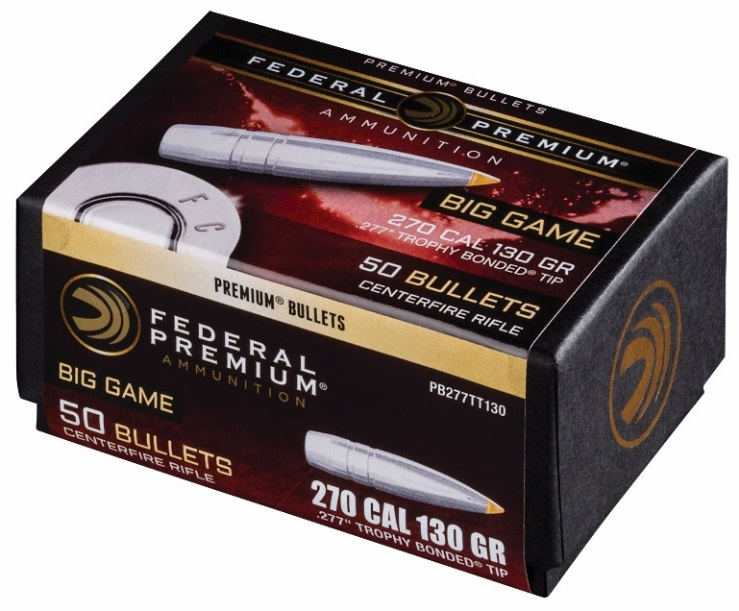 PREMIUM® BULLETS
FEDERAL PREMIUM®
AMMUNITION
BIG GAME
270 CAL 130 GR
.277" TROPHY BONDED® TIP
50 BULLETS
CENTERFIRE RIFLE
F C
PREMIUM® BULLETS
FEDERAL
PREMIUM®
AMMUNITION
PB277TT130
BIG GAME
50 BULLETS
CENTERFIRE RIFLE
270 CAL 130 GR
.277" TROPHY BONDED® TIP